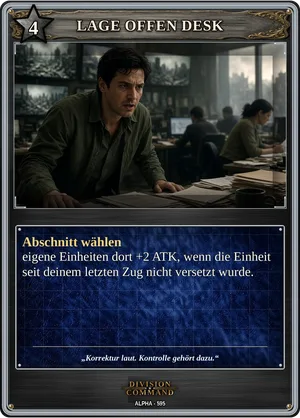 4
LAGE OFFEN DESK
Abschnitt wählen
eigene Einheiten dort +2 ATK, wenn die Einheit
seit deinem letzten Zug nicht versetzt wurde.
„Korrektur laut. Kontrolle gehört dazu.“
DIVISION
COMMAND
ALPHA - 595